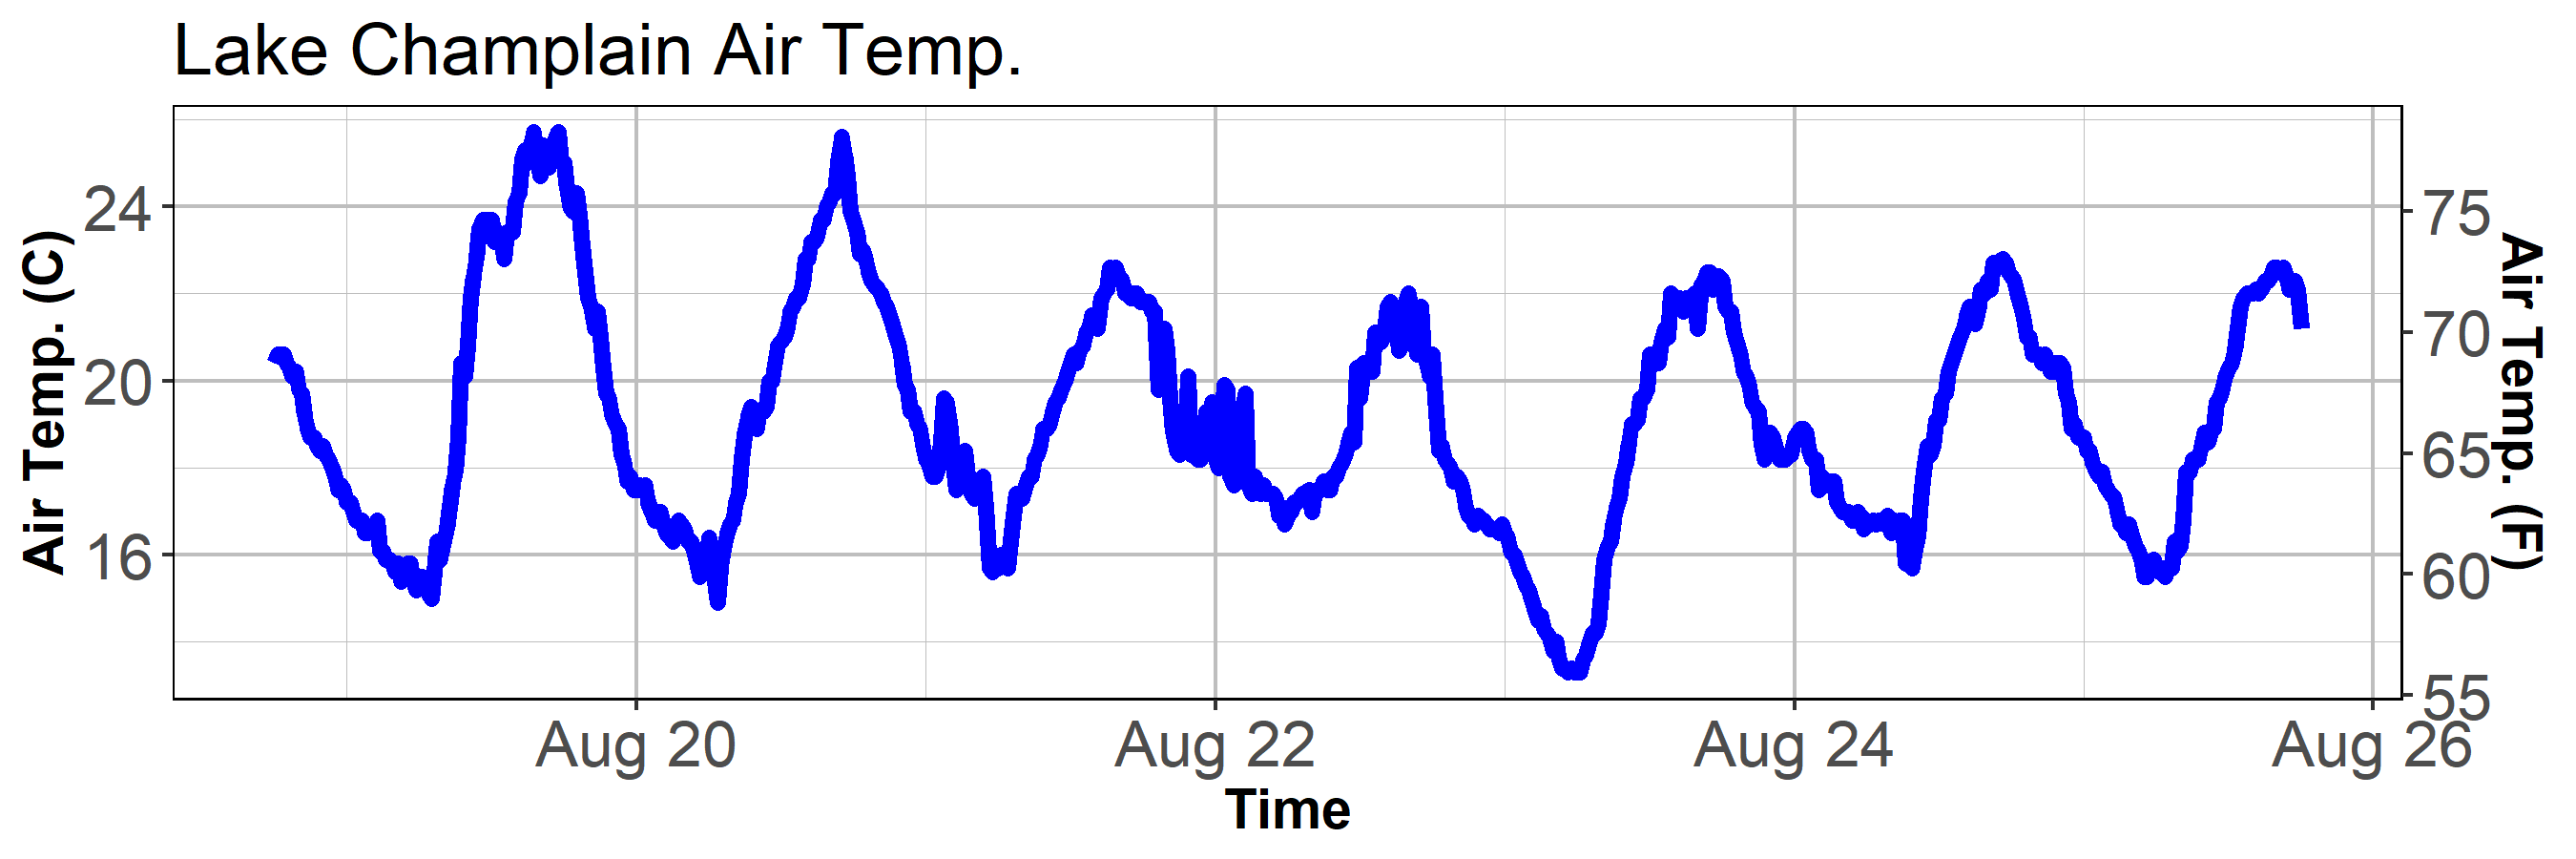 Lake Champlain Air Temp.
Air Temp. (C)
24
20
16
75
70
65
60
55
Air Temp. (F)
Aug 20
Aug 22
Aug 24
Aug 26
Time